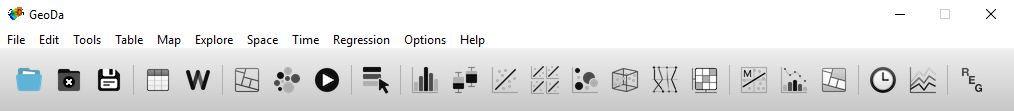 GeoDa
File Edit Tools Table Map Explore Space Time Regression Options Help
W M REG